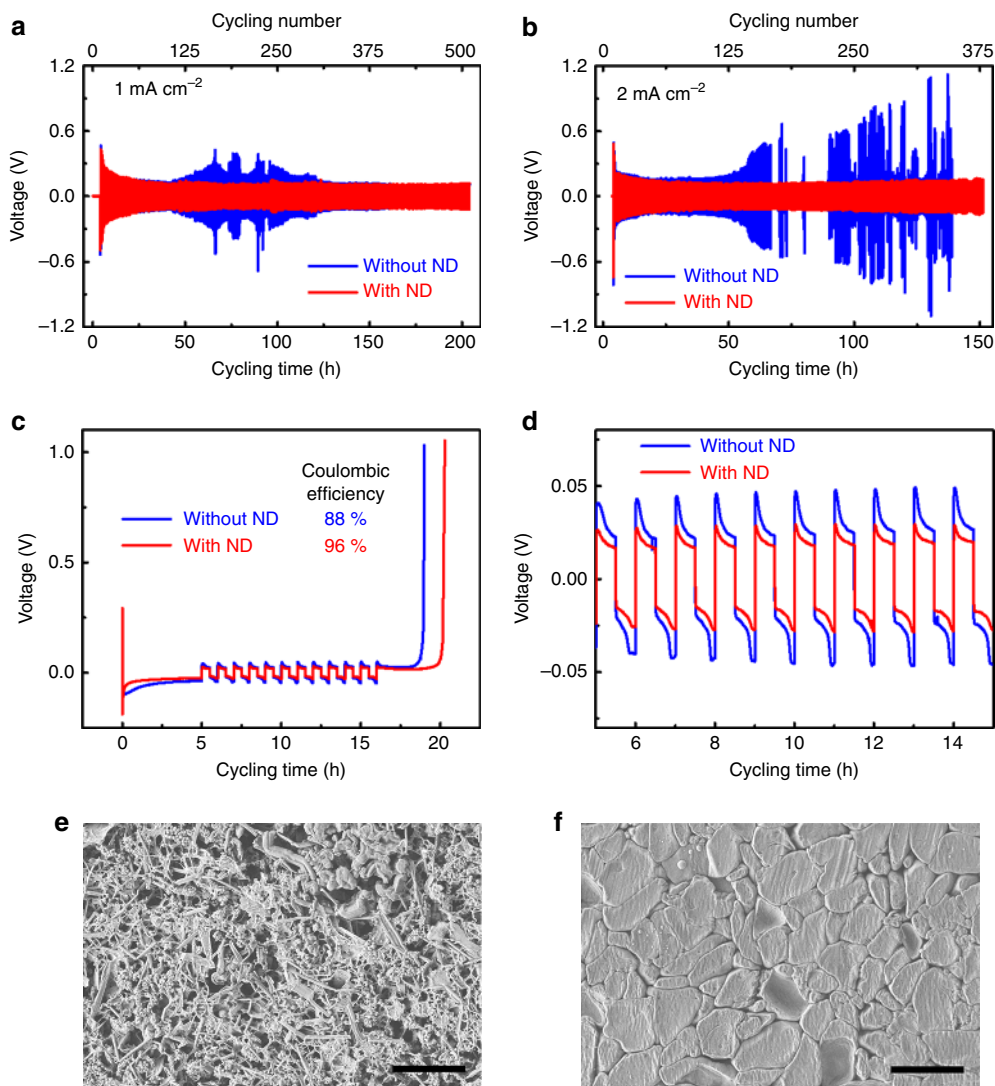 a
Cycling number
0 125 250 375 500
1 mA cm⁻²
1.2
0.6
0.0
−0.6
−1.2
Voltage (V)
Without ND
With ND
0 50 100 150 200
Cycling time (h)
b
Cycling number
0 125 250 375
2 mA cm⁻²
1.2
0.6
0.0
−0.6
−1.2
Voltage (V)
Without ND
With ND
0 50 100 150
Cycling time (h)
c
Coulombic
efficiency
Without ND 88 %
With ND 96 %
1.0
0.5
0.0
Voltage (V)
0 5 10 15 20
Cycling time (h)
d
Without ND
With ND
0.05
0.00
−0.05
Voltage (V)
6 8 10 12 14
Cycling time (h)
e
f